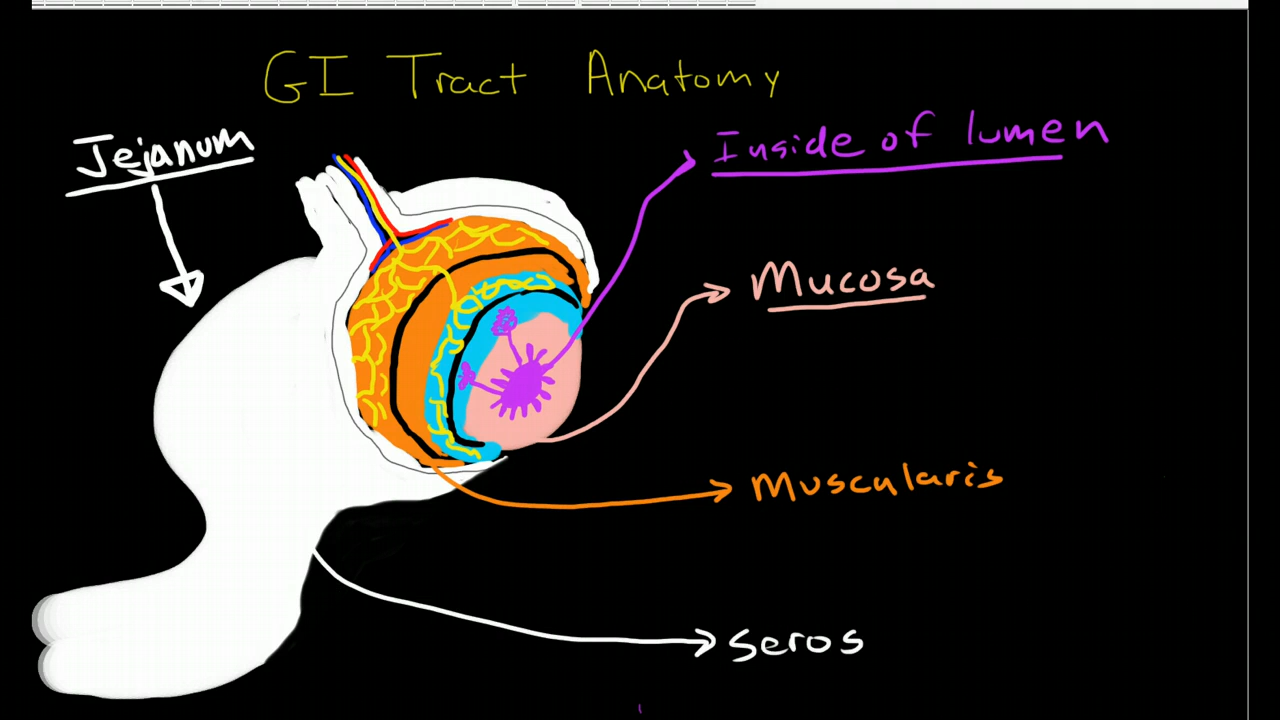 GI Tract Anatomy
Jejanum
Inside of lumen
Mucosa
Muscularis
Seros